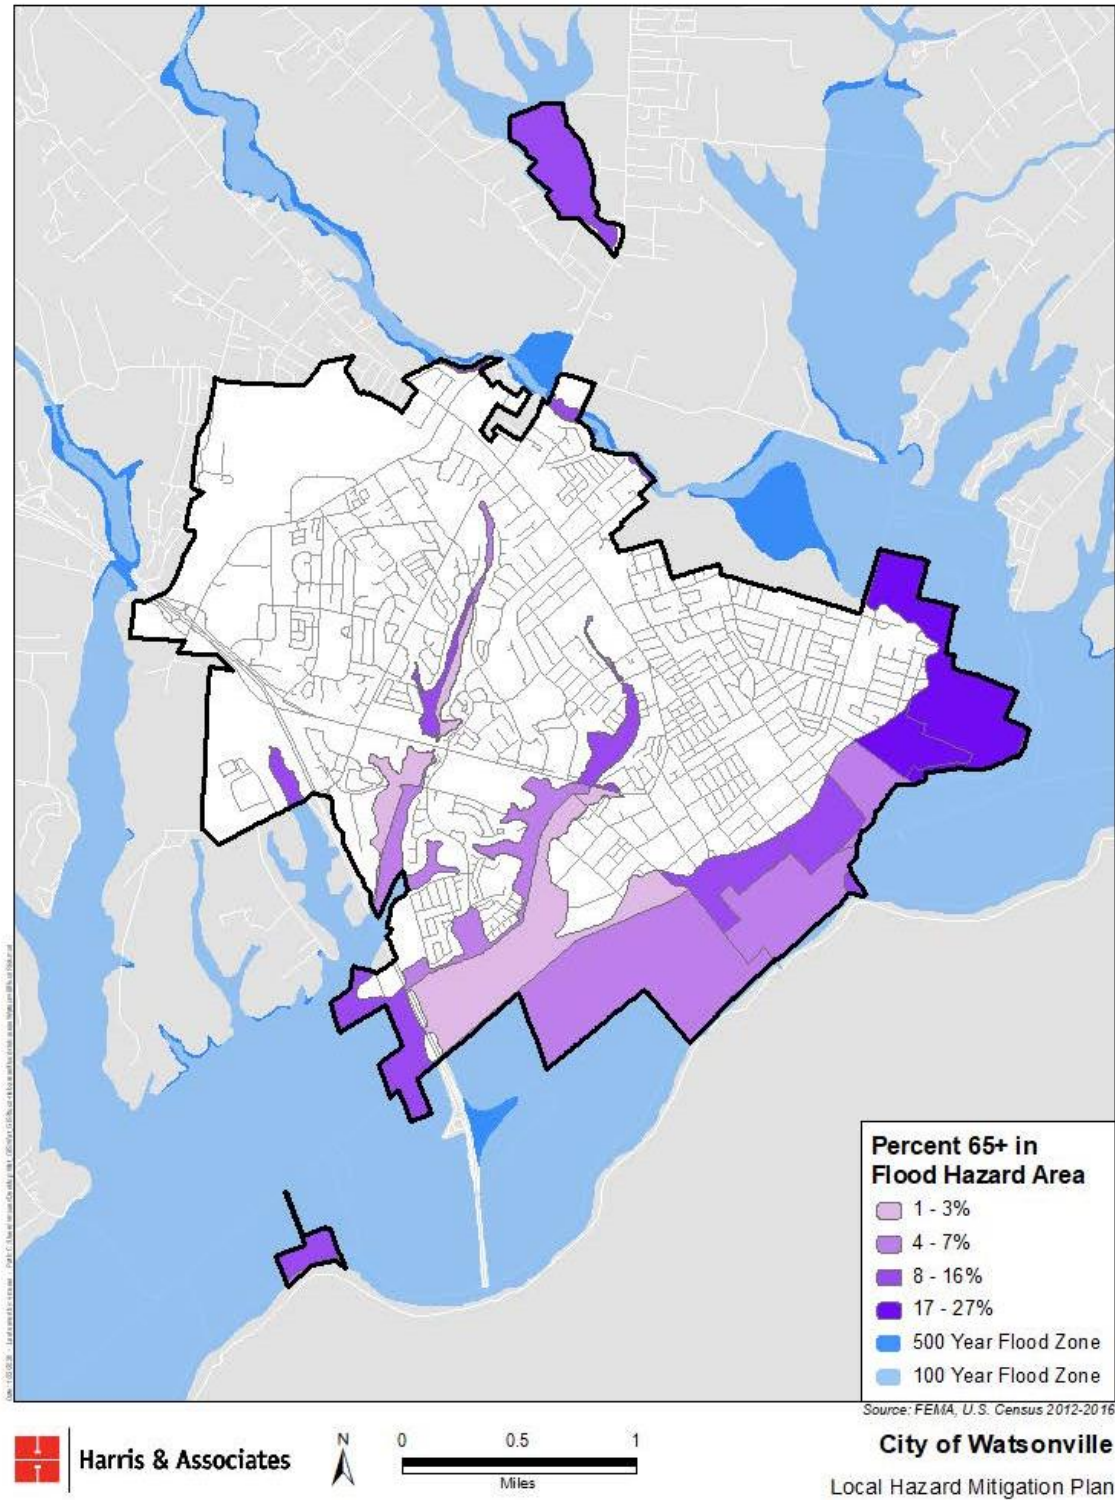 Percent 65+ in
Flood Hazard Area
1 - 3%
4 - 7%
8 - 16%
17 - 27%
500 Year Flood Zone
100 Year Flood Zone
Source: FEMA, U.S. Census 2012-2016
Harris & Associates
N
0 0.5 1
Miles
City of Watsonville
Local Hazard Mitigation Plan